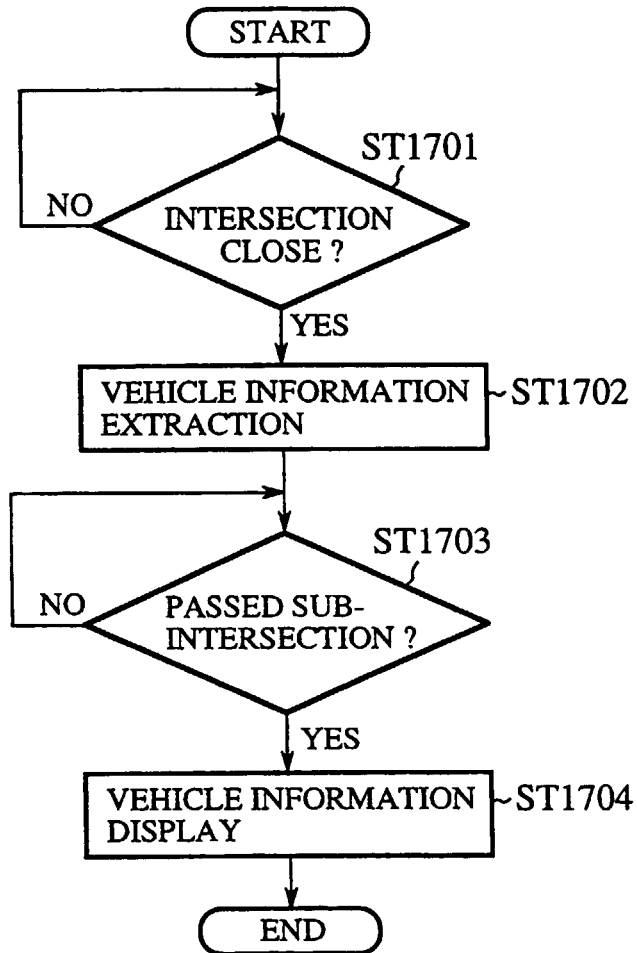 START
ST1701
NO
INTERSECTION
CLOSE ?
YES
VEHICLE INFORMATION
EXTRACTION
ST1702
ST1703
NO
PASSED SUB-
INTERSECTION ?
YES
VEHICLE INFORMATION
DISPLAY
ST1704
END